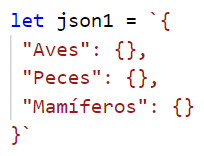 let json1 = `{
"Aves": {},
"Peces": {},
"Mamíferos": {}
}`